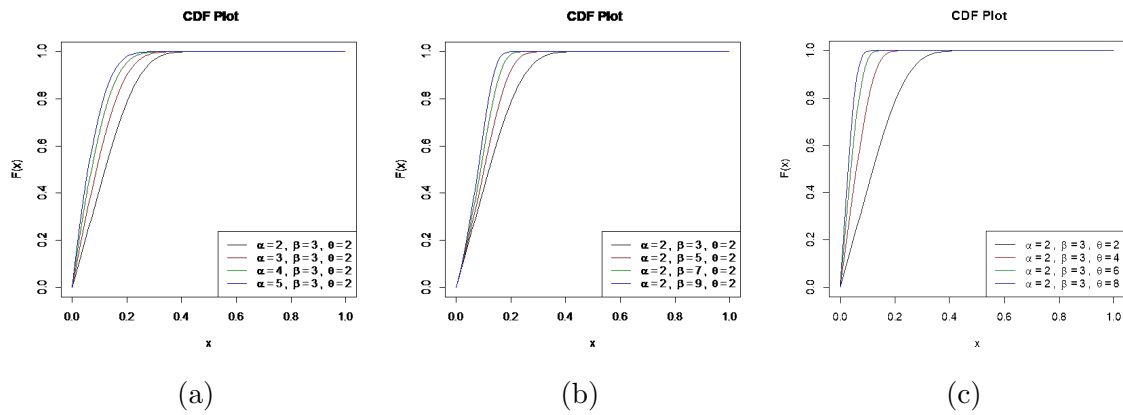 CDF Plot
F(x)
0.0 0.2 0.4 0.6 0.8 1.0
α=2, β=3, θ=2
α=3, β=3, θ=2
α=4, β=3, θ=2
α=5, β=3, θ=2
0.0 0.2 0.4 0.6 0.8 1.0
x
(a)
CDF Plot
F(x)
0.0 0.2 0.4 0.6 0.8 1.0
α=2, β=3, θ=2
α=2, β=5, θ=2
α=2, β=7, θ=2
α=2, β=9, θ=2
0.0 0.2 0.4 0.6 0.8 1.0
x
(b)
CDF Plot
F(x)
0.0 0.2 0.4 0.6 0.8 1.0
α=2, β=3, θ=2
α=2, β=3, θ=4
α=2, β=3, θ=6
α=2, β=3, θ=8
0.0 0.2 0.4 0.6 0.8 1.0
x
(c)